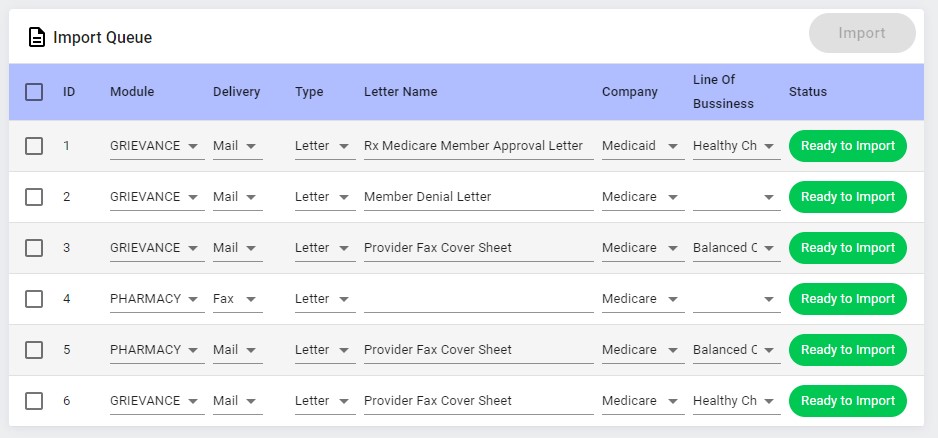 Import Queue
Import
ID Module Delivery Type Letter Name Company Line Of Bussiness Status
1 GRIVANCE Mail Letter Rx Medicare Member Approval Letter Medicaid Healthy Ch Ready to Import
2 GRIEVANCE Mail Letter Member Denial Letter Medicare Ready to Import
3 GRIEVANCE Mail Letter Provider Fax Cover Sheet Medicare Balanced C Ready to Import
4 PHARMACY Fax Letter Medicare Ready to Import
5 PHARMACY Mail Letter Provider Fax Cover Sheet Medicare Balanced C Ready to Import
6 GRIEVANCE Mail Letter Provider Fax Cover Sheet Medicare Healthy Ch Ready to Import